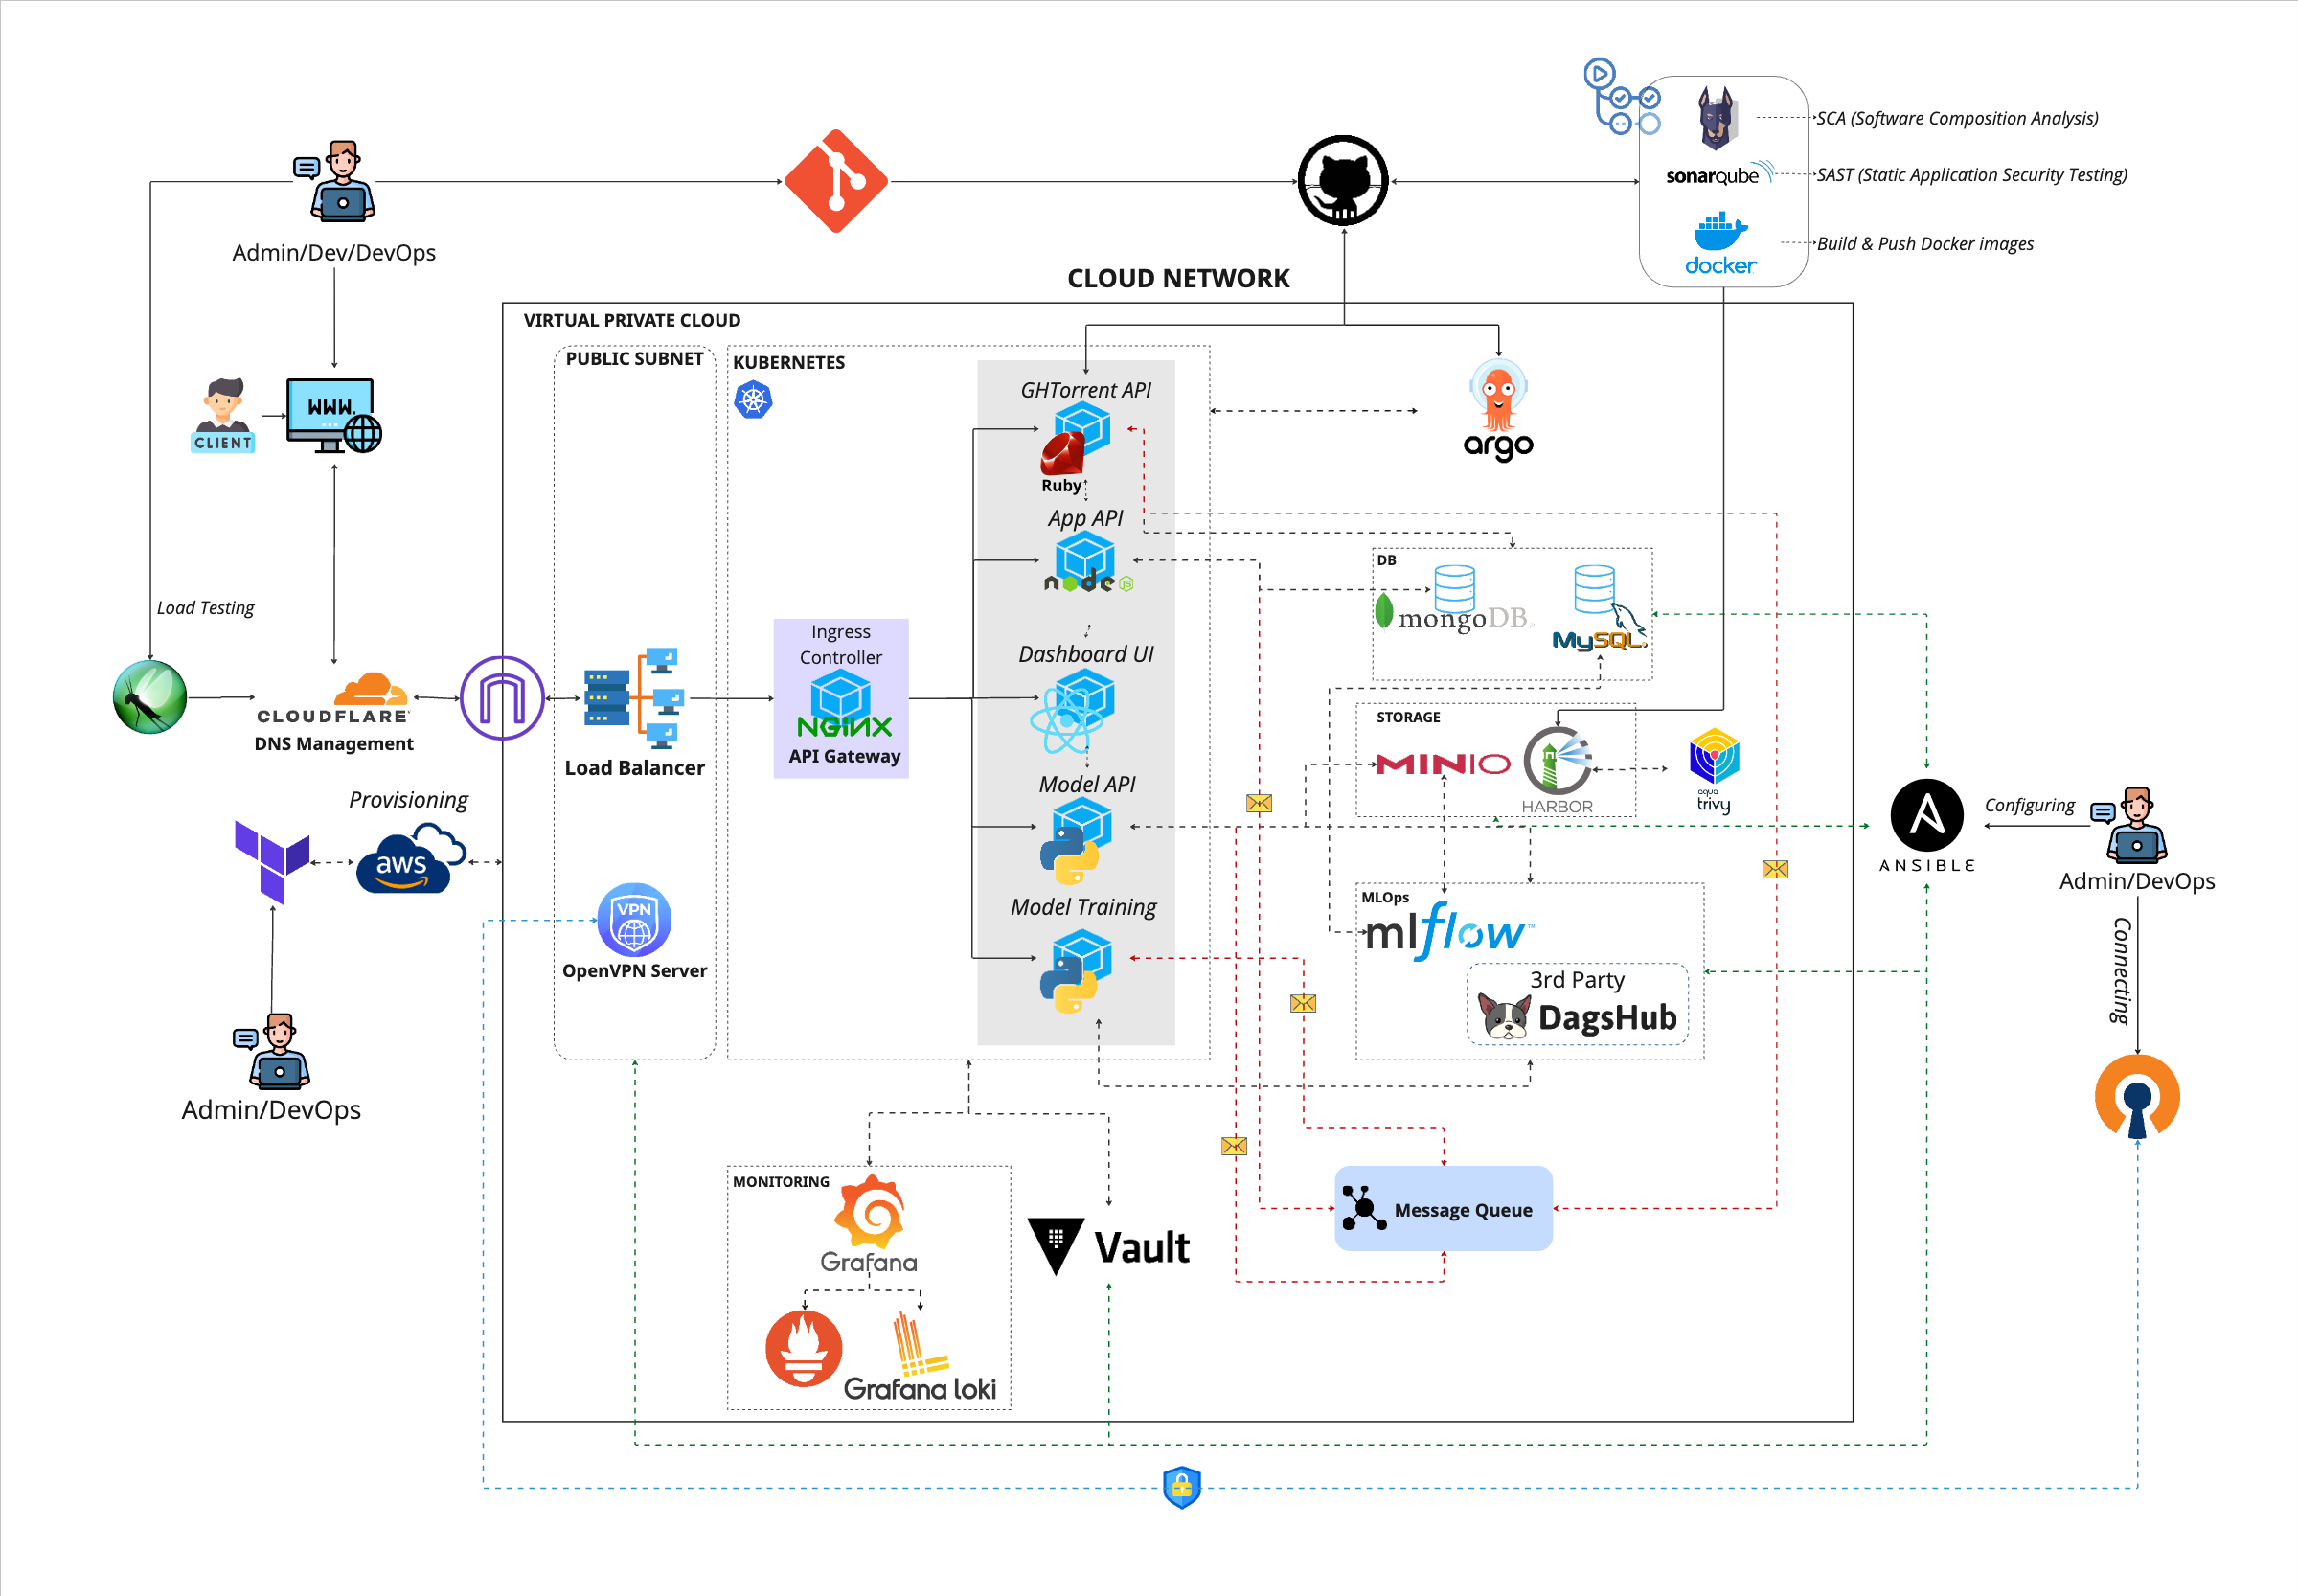 SCA (Software Composition Analysis)
sonarqube
SAST (Static Application Security Testing)
Build & Push Docker images
docker
Admin/Dev/DevOps
CLOUD NETWORK
VIRTUAL PRIVATE CLOUD
PUBLIC SUBNET
KUBERNETES
GHTorrent API
Ruby
argo
WWW.
CLIENT
App API
node
JS
DB
mongoDB
MySQL
Load Testing
Ingress
Controller
NGINX
API Gateway
Dashboard UI
CLOUDFLARE
DNS Management
Load Balancer
STORAGE
MINIO
HARBOR
aqua
trivy
Model API
Provisioning
aws
Configuring
ANSIBLE
Admin/DevOps
VPN
OpenVPN Server
Model Training
MLOps
mlflow™
3rd Party
DagsHub
Connecting
Admin/DevOps
MONITORING
Grafana
Vault
Message Queue
Grafana loki